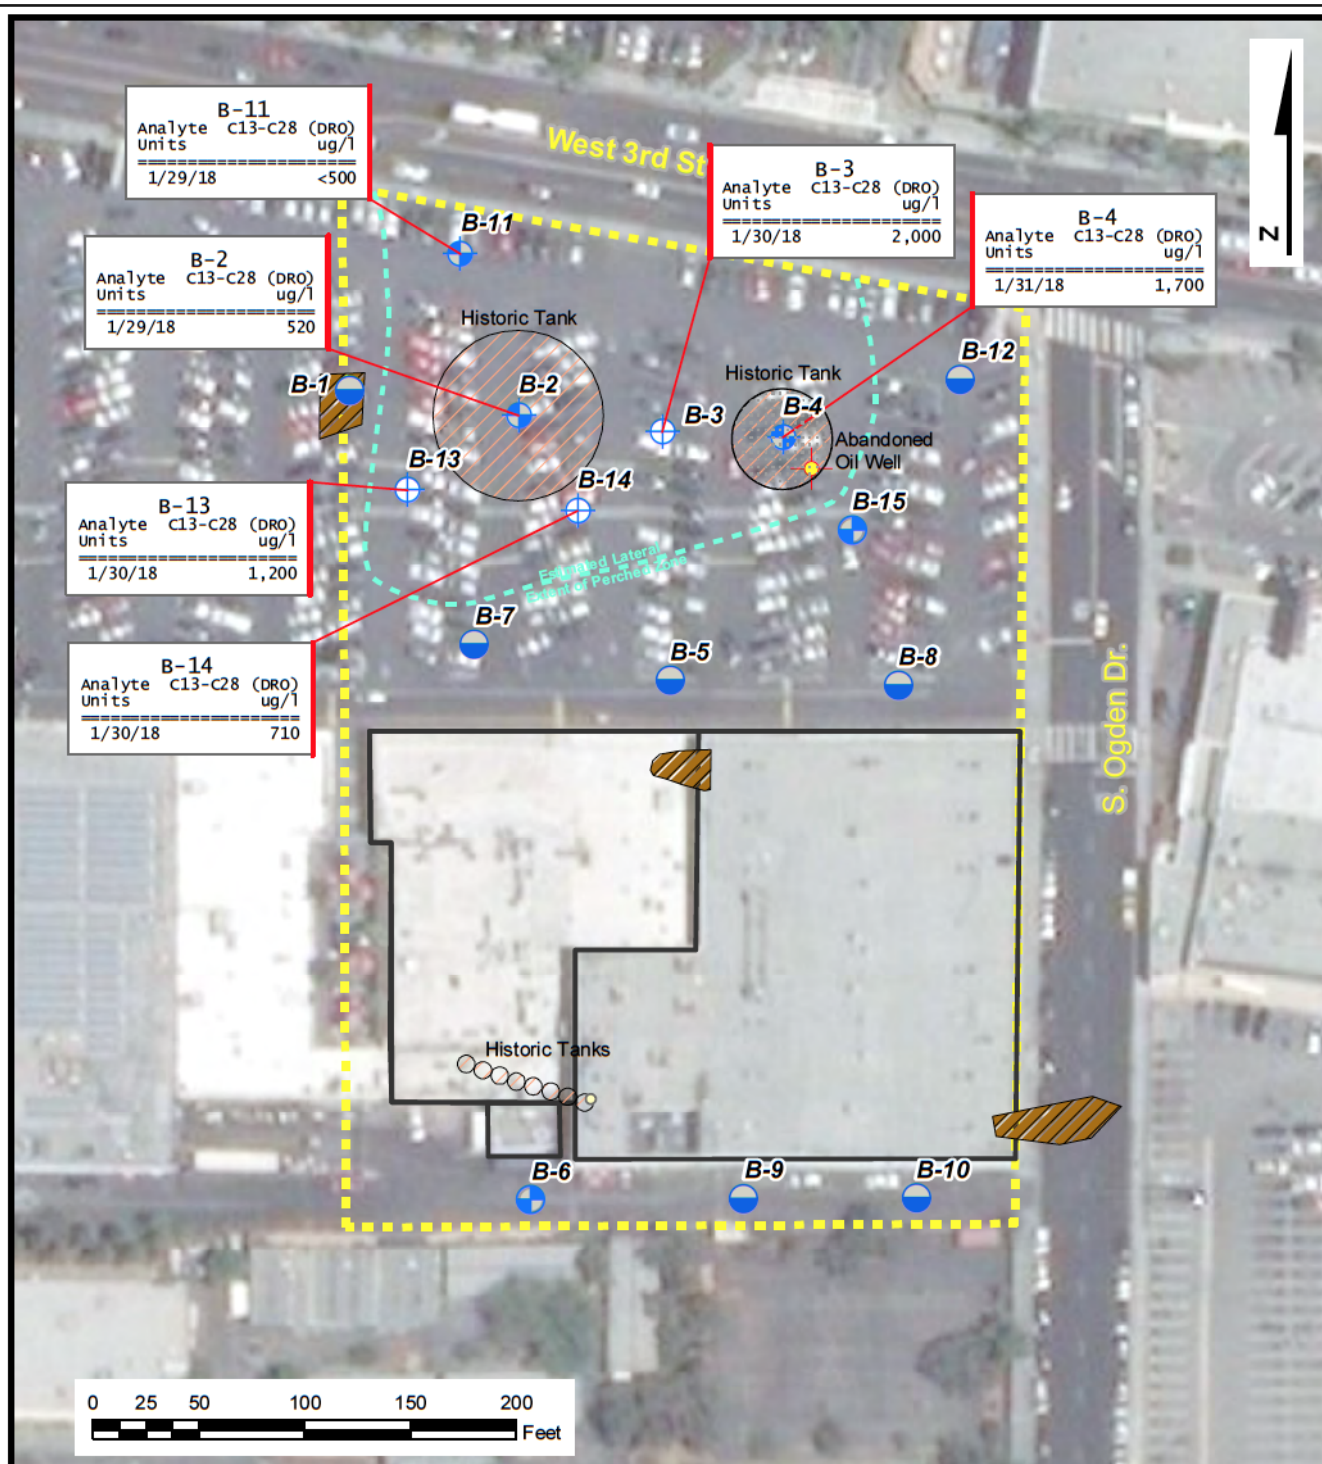 B-11
Analyte C13-C28 (DRO)
Units ug/l
======================
1/29/18 <500
West 3rd St
B-3
Analyte C13-C28 (DRO)
Units ug/l
======================
1/30/18 2,000
B-4
Analyte C13-C28 (DRO)
Units ug/l
======================
1/31/18 1,700
N
B-2
Analyte C13-C28 (DRO)
Units ug/l
======================
1/29/18 520
B-11
Historic Tank
B-12
Historic Tank
B-1
B-2
B-3
B-4
Abandoned
Oil Well
B-13
B-14
B-15
B-13
Analyte C13-C28 (DRO)
Units ug/l
======================
1/30/18 1,200
Estimated Lateral
Extent of Perched Zone
B-7
B-5
B-8
B-14
Analyte C13-C28 (DRO)
Units ug/l
======================
1/30/18 710
S. Ogden Dr.
Historic Tanks
B-6
B-9
B-10
0 25 50 100 150 200
Feet